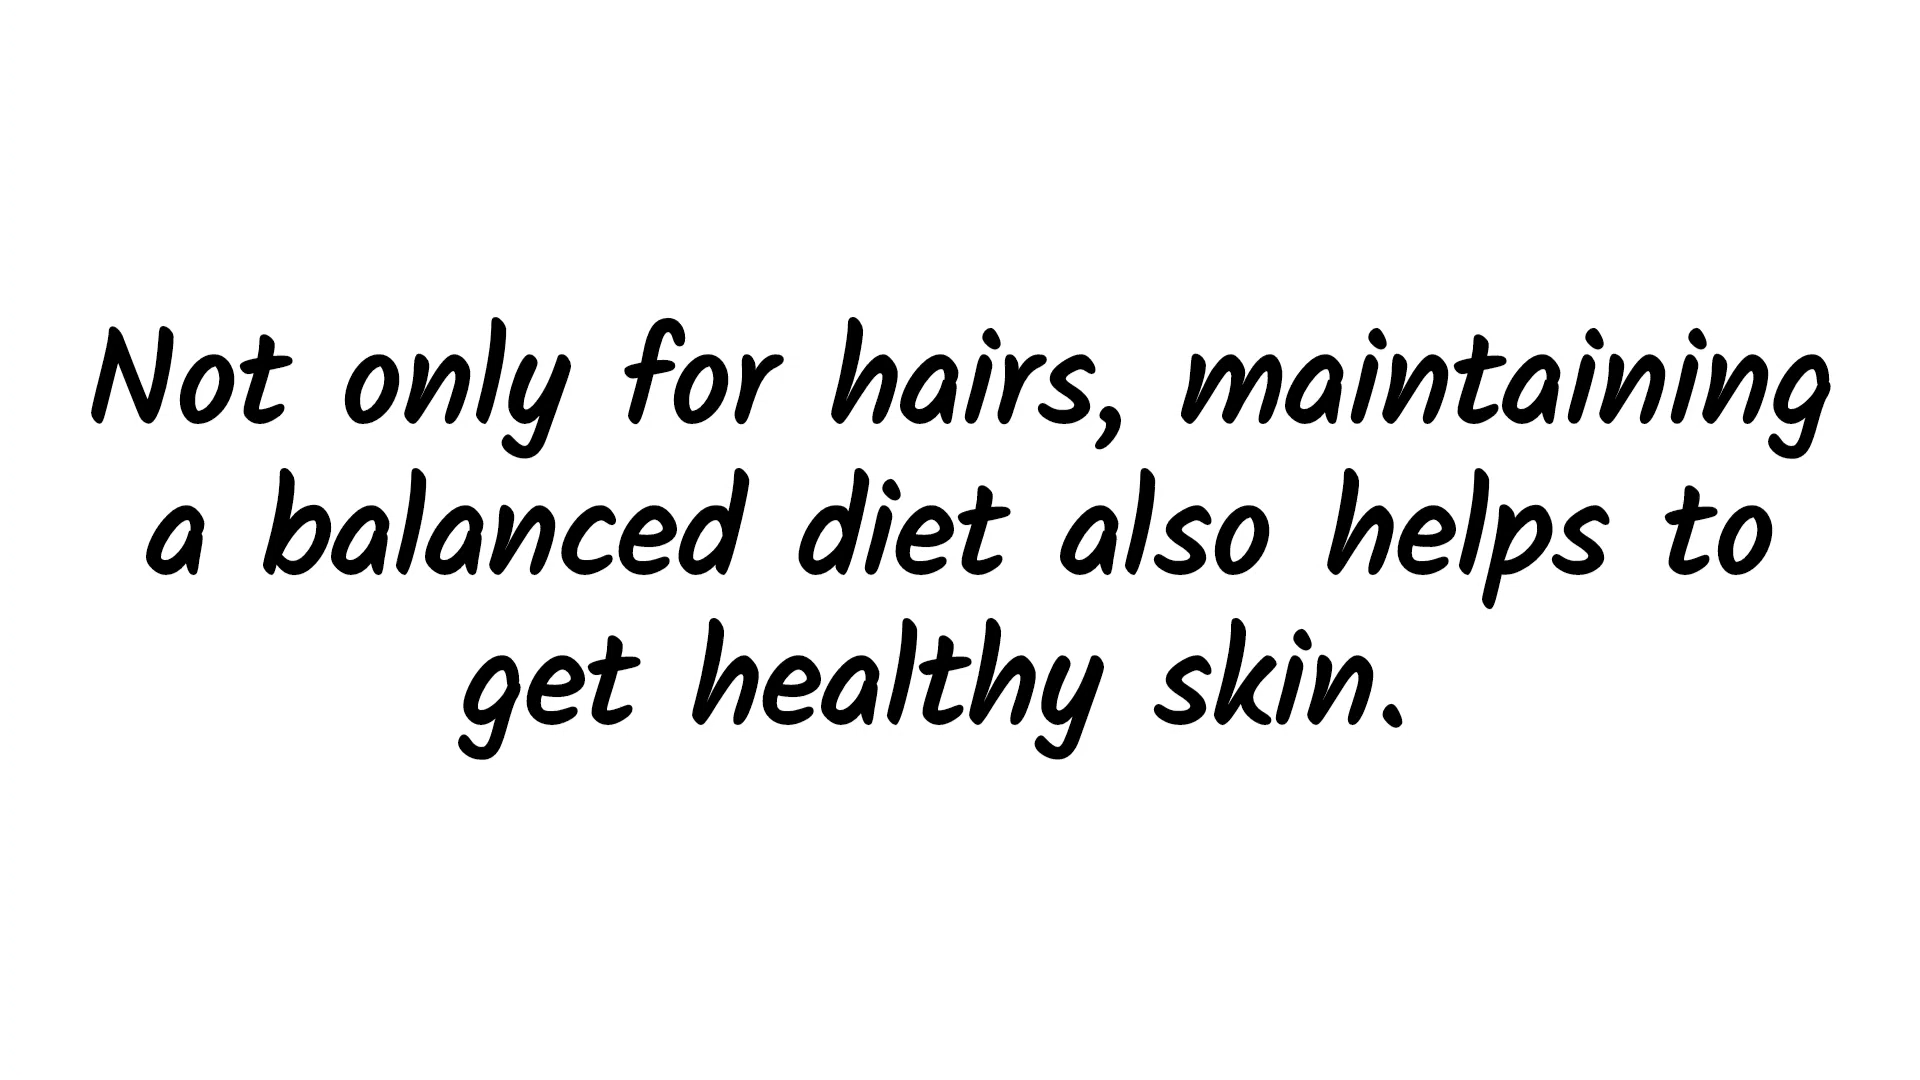 Not only for hairs, maintaining
a balanced diet also helps to
get healthy skin.